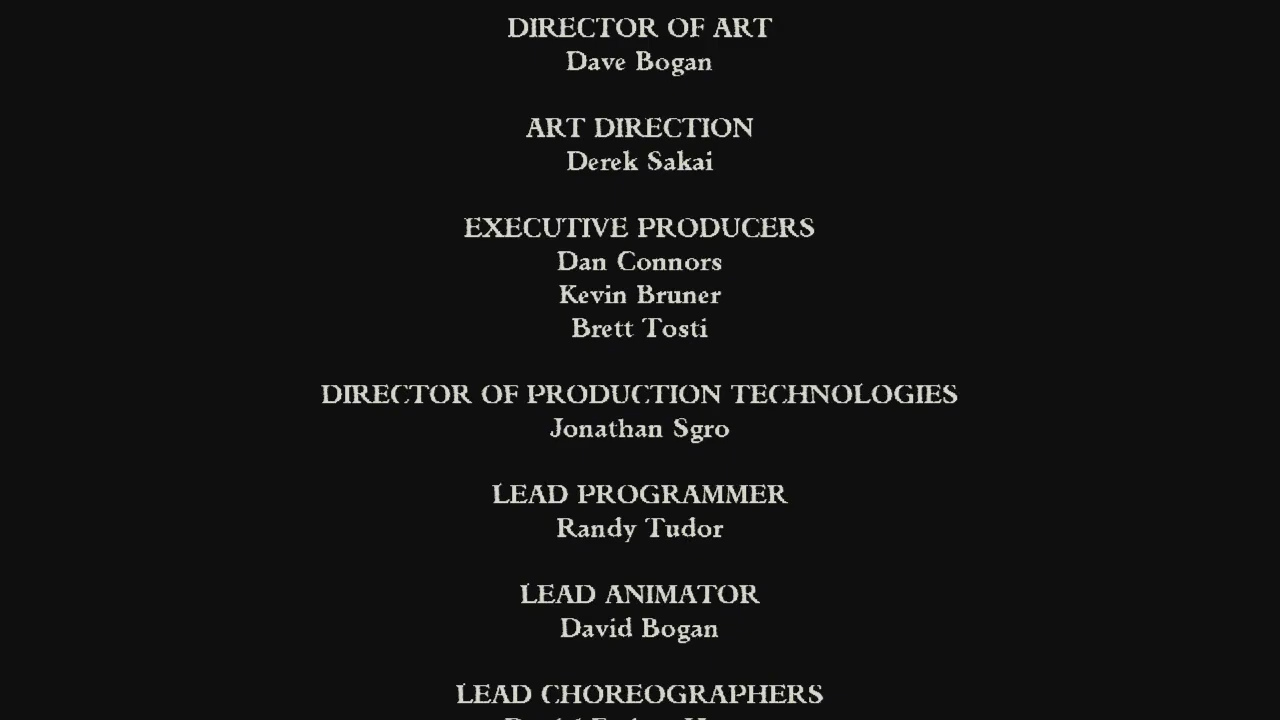 DIRECTOR OF ART
Dave Bogan
ART DIRECTION
Derek Sakai
EXECUTIVE PRODUCERS
Dan Connors
Kevin Bruner
Brett Tosti
DIRECTOR OF PRODUCTION TECHNOLOGIES
Jonathan Sgro
LEAD PROGRAMMER
Randy Tudor
LEAD ANIMATOR
David Bogan
LEAD CHOREOGRAPHERS